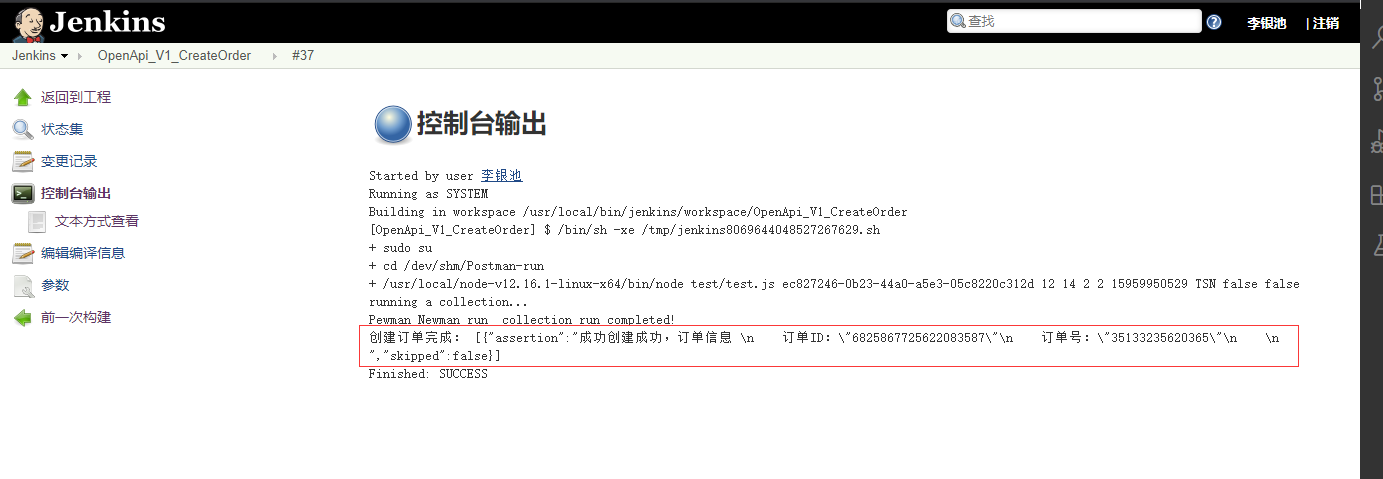 Jenkins
查找
李银池
| 注销
Jenkins
OpenApi_V1_CreateOrder
#37
返回到工程
状态集
变更记录
控制台输出
文本方式查看
编辑编译信息
参数
前一次构建
控制台输出
Started by user 李银池
Running as SYSTEM
Building in workspace /usr/local/bin/jenkins/workspace/OpenApi_V1_CreateOrder
[OpenApi_V1_CreateOrder] $ /bin/sh -xe /tmp/jenkins8069644048527267629.sh
+ sudo su
+ cd /dev/shm/Postman-run
+ /usr/local/node-v12.16.1-linux-x64/bin/node test/test.js ec827246-0b23-44a0-a5e3-05c8220c312d 12 14 2 2 15959950529 TSN false false
running a collection...
Pewman Newman run  collection run completed!
创建订单完成： [{"assertion":"成功创建成功，订单信息 \n    订单ID：\"6825867725622083587\"\n    订单号：\"35133235620365\"\n    \n
","skipped":false}]
Finished: SUCCESS